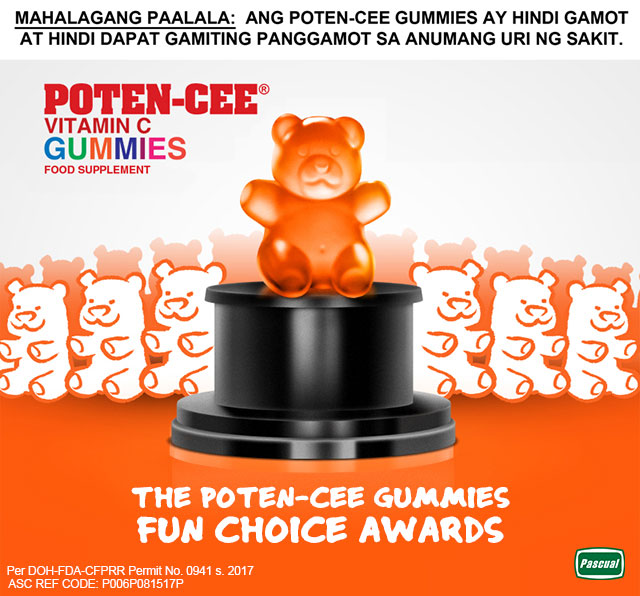 MAHALAGANG PAALALA: ANG POTEN-CEE GUMMIES AY HINDI GAMOT
AT HINDI DAPAT GAMITING PANGGAMOT SA ANUMANG URI NG SAKIT.
POTEN-CEE®
VITAMIN C
GUMMIES
FOOD SUPPLEMENT
THE POTEN-CEE GUMMIES
FUN CHOICE AWARDS
Per DOH-FDA-CFPRR Permit No. 0941 s. 2017
ASC REF CODE: P006P081517P
Pascual